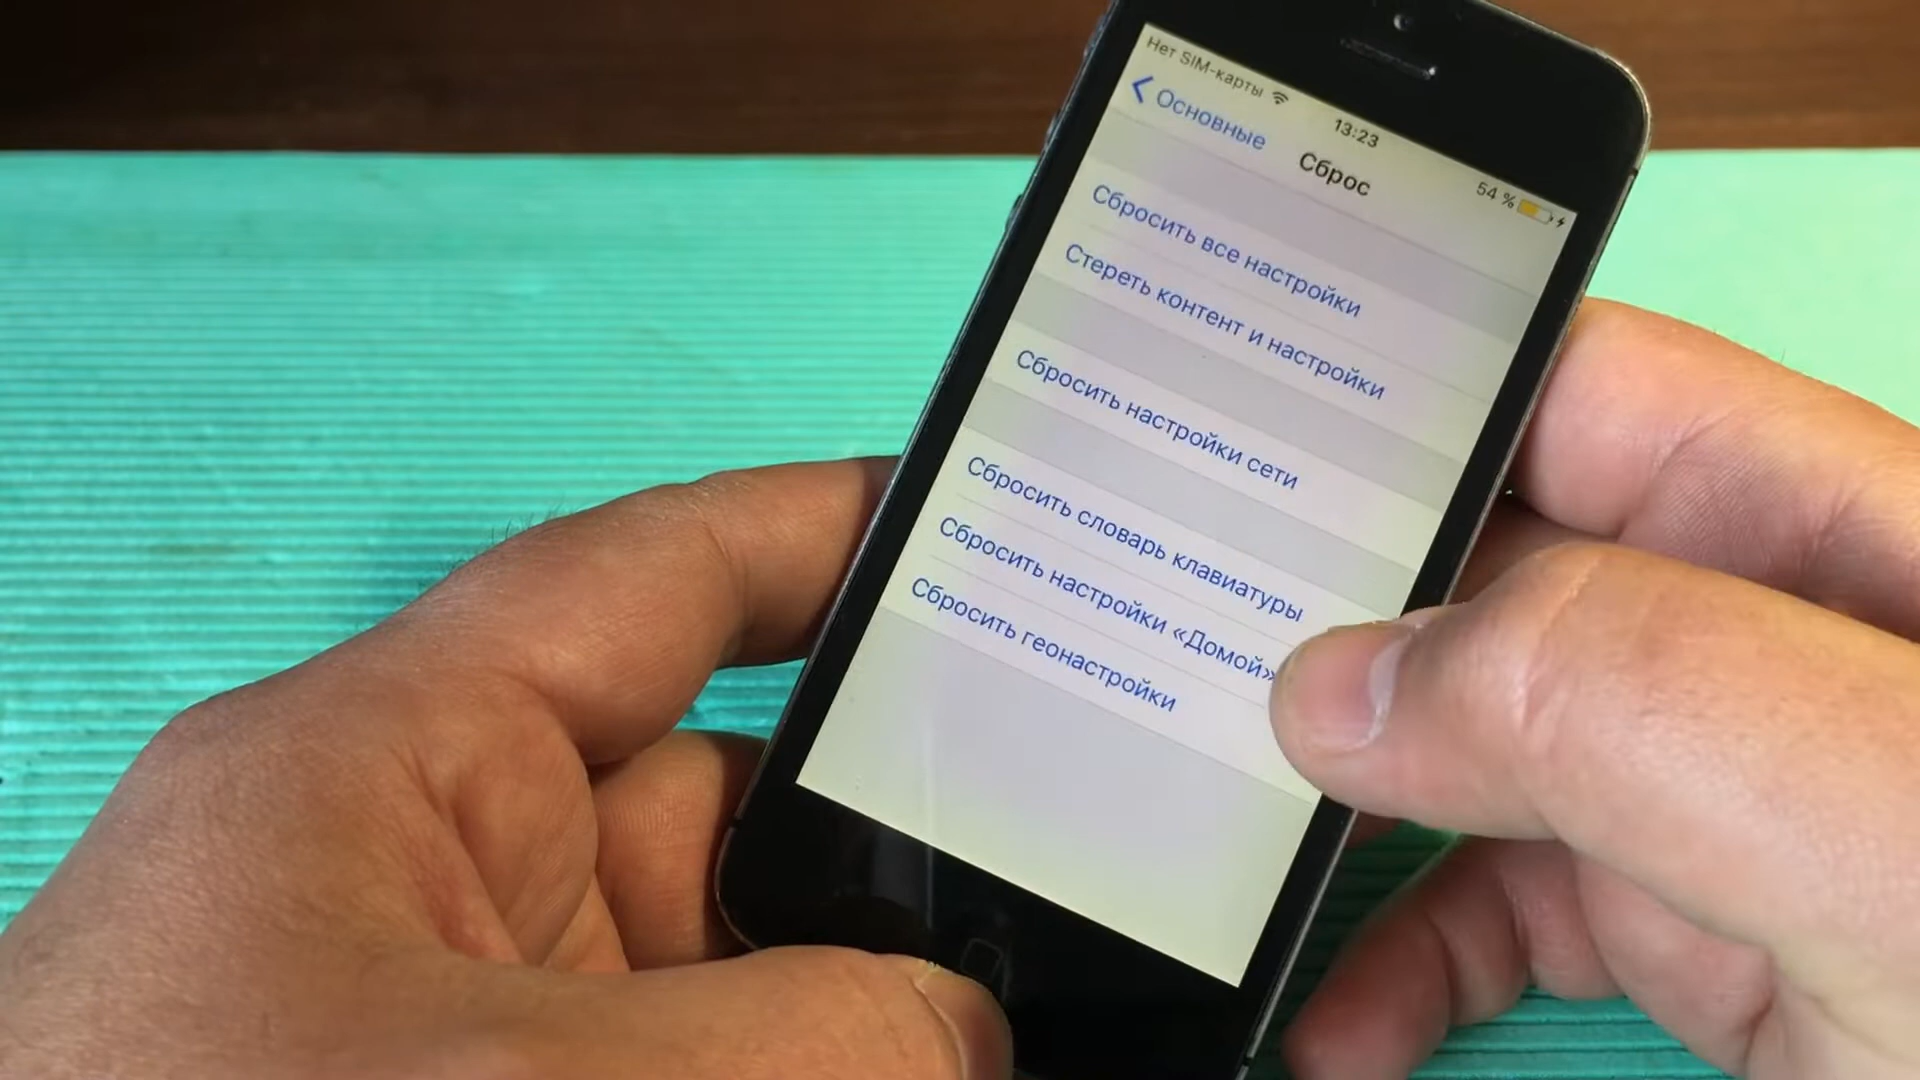 Нет SIM-карты
13:23
54 %
Основные
Сброс
Сбросить все настройки
Стереть контент и настройки
Сбросить настройки сети
Сбросить словарь клавиатуры
Сбросить настройки «Домой»
Сбросить геонастройки